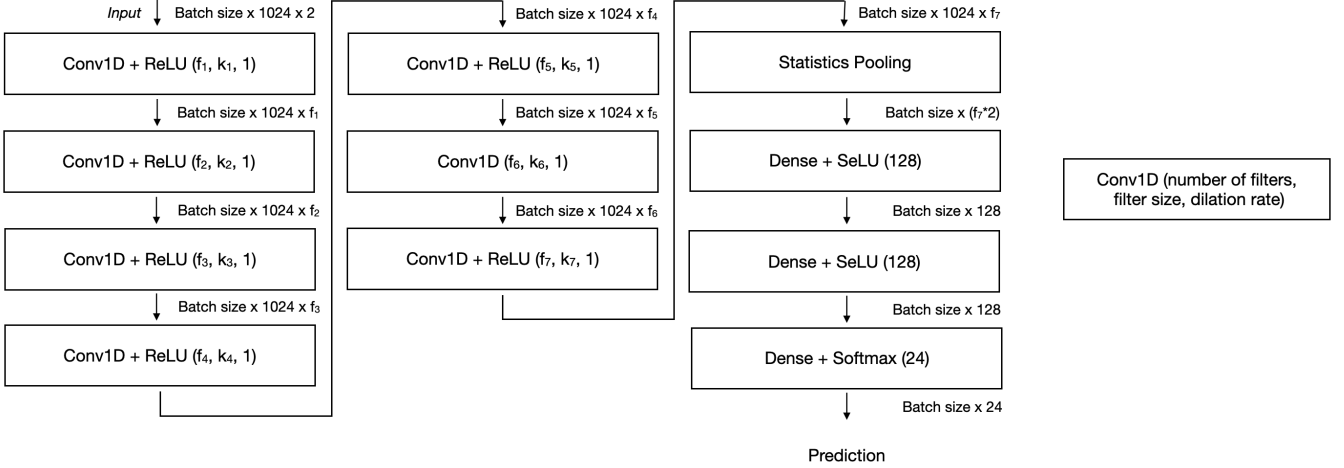 Input
Batch size x 1024 x 2
Conv1D + ReLU (f₁, k₁, 1)
Batch size x 1024 x f₁
Conv1D + ReLU (f₂, k₂, 1)
Batch size x 1024 x f₂
Conv1D + ReLU (f₃, k₃, 1)
Batch size x 1024 x f₃
Conv1D + ReLU (f₄, k₄, 1)
Batch size x 1024 x f₄
Conv1D + ReLU (f₅, k₅, 1)
Batch size x 1024 x f₅
Conv1D (f₆, k₆, 1)
Batch size x 1024 x f₆
Conv1D + ReLU (f₇, k₇, 1)
Batch size x 1024 x f₇
Statistics Pooling
Batch size x (f₇*2)
Dense + SeLU (128)
Batch size x 128
Dense + SeLU (128)
Batch size x 128
Dense + Softmax (24)
Batch size x 24
Prediction
Conv1D (number of filters,
filter size, dilation rate)